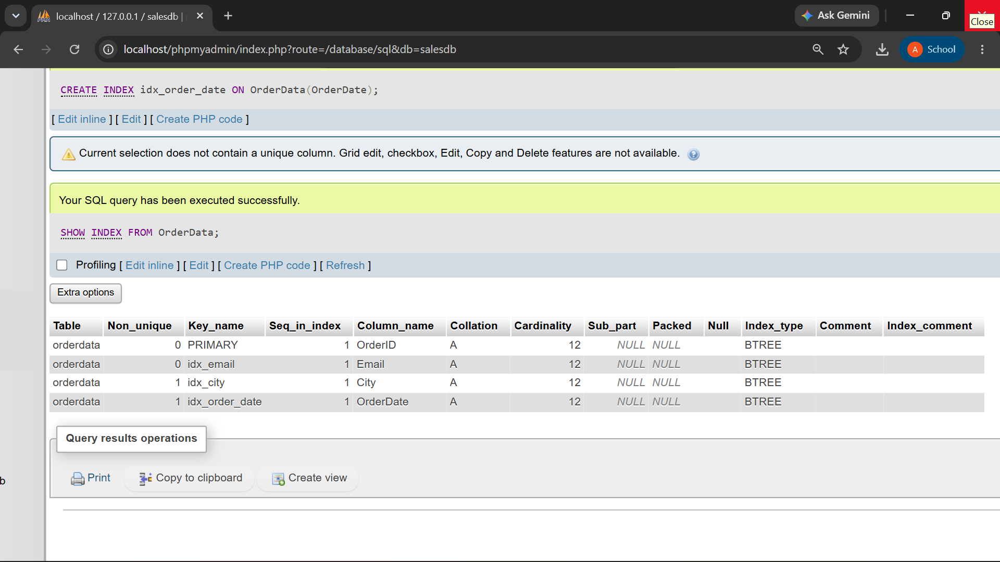 localhost / 127.0.0.1 / salesdb |
Ask Gemini
Close
localhost/phpmyadmin/index.php?route=/database/sql&db=salesdb
A School
CREATE INDEX idx_order_date ON OrderData(OrderDate);
[ Edit inline ] [ Edit ] [ Create PHP code ]
Current selection does not contain a unique column. Grid edit, checkbox, Edit, Copy and Delete features are not available.
Your SQL query has been executed successfully.
SHOW INDEX FROM OrderData;
Profiling [ Edit inline ] [ Edit ] [ Create PHP code ] [ Refresh ]
Extra options
Table Non_unique Key_name Seq_in_index Column_name Collation Cardinality Sub_part Packed Null Index_type Comment Index_comment
orderdata 0 PRIMARY 1 OrderID A 12 NULL NULL BTREE
orderdata 0 idx_email 1 Email A 12 NULL NULL BTREE
orderdata 1 idx_city 1 City A 12 NULL NULL BTREE
orderdata 1 idx_order_date 1 OrderDate A 12 NULL NULL BTREE
Query results operations
Print Copy to clipboard Create view
b